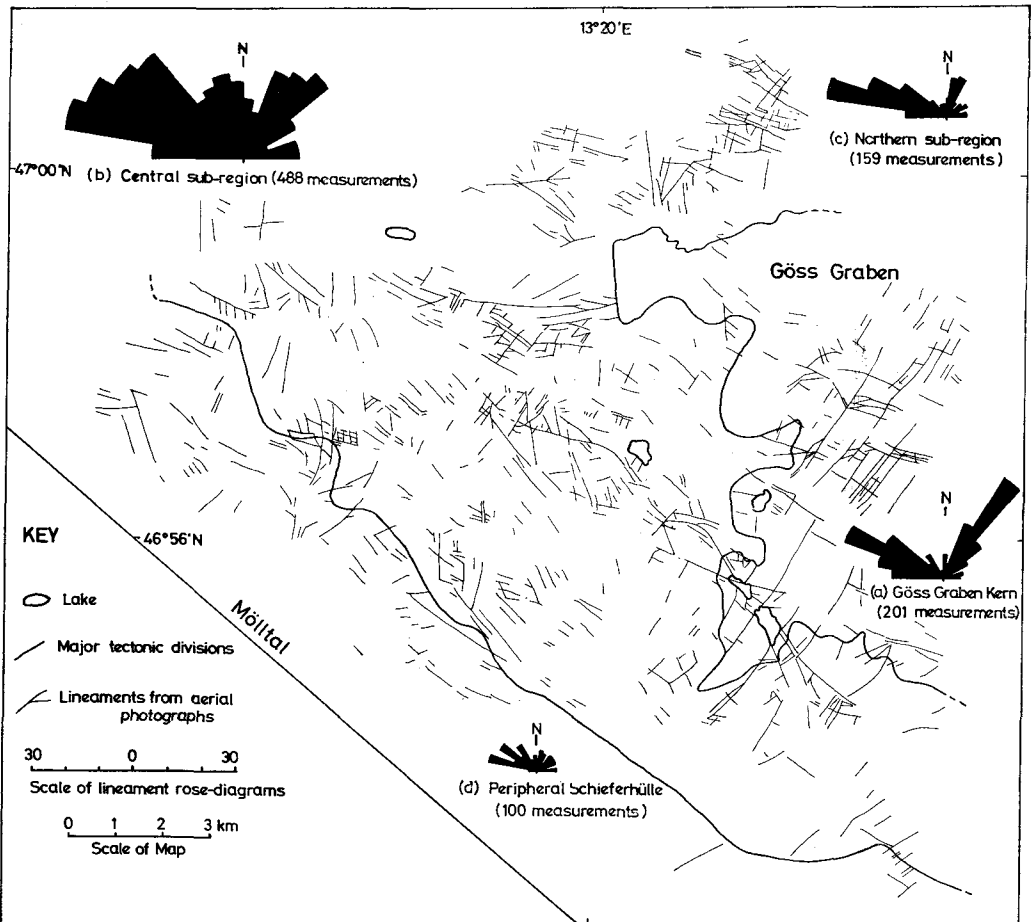 13°20'E
N
N
(c) Northern sub-region
(159 measurements)
47°00'N
(b) Central sub-region (488 measurements)
Göss Graben
N
KEY
46°56'N
(a) Göss Graben Kern
(201 measurements)
Lake
Mölltal
Major tectonic divisions
Lineaments from aerial
photographs
N
30 0 30
Scale of lineament rose-diagrams
(d) Peripheral Schieferhülle
(100 measurements)
0 1 2 3 km
Scale of Map